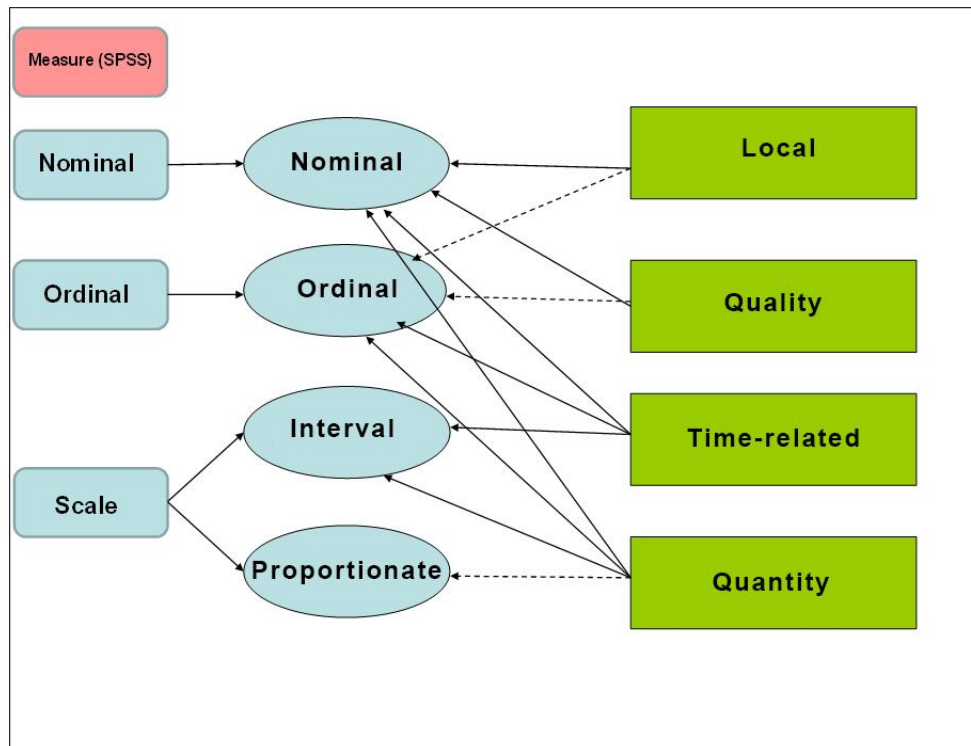 Measure (SPSS)
Nominal
Nominal
Local
Ordinal
Ordinal
Quality
Interval
Time-related
Scale
Proportionate
Quantity